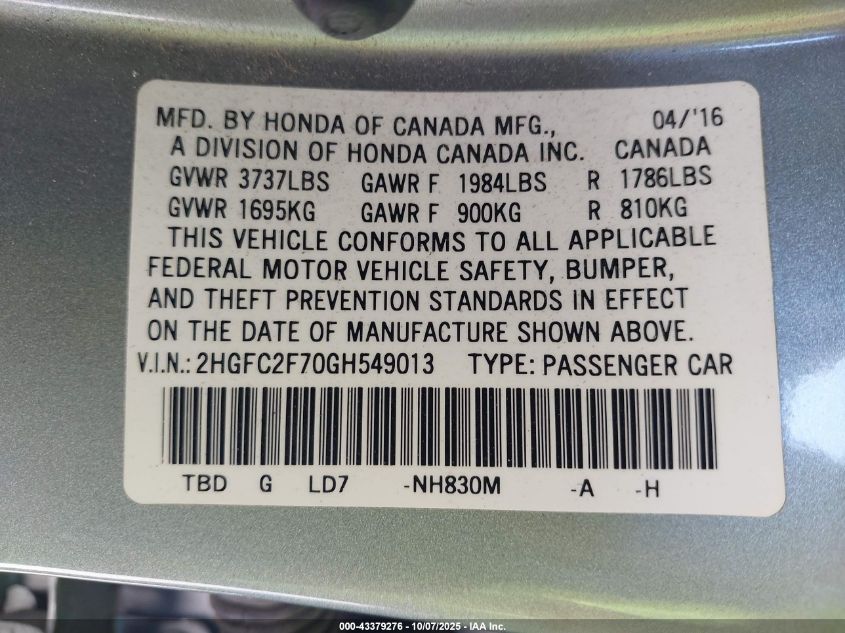 MFD. BY HONDA OF CANADA MFG., 04/'16
A DIVISION OF HONDA CANADA INC. CANADA
GVWR 3737LBS GAWR F 1984LBS R 1786LBS
GVWR 1695KG GAWR F 900KG R 810KG
THIS VEHICLE CONFORMS TO ALL APPLICABLE
FEDERAL MOTOR VEHICLE SAFETY, BUMPER,
AND THEFT PREVENTION STANDARDS IN EFFECT
ON THE DATE OF MANUFACTURE SHOWN ABOVE.
V.I.N.: 2HGFC2F70GH549013 TYPE: PASSENGER CAR
TBD G LD7 -NH830M -A -H
000-43379276 - 10/07/2025 - IAA Inc.